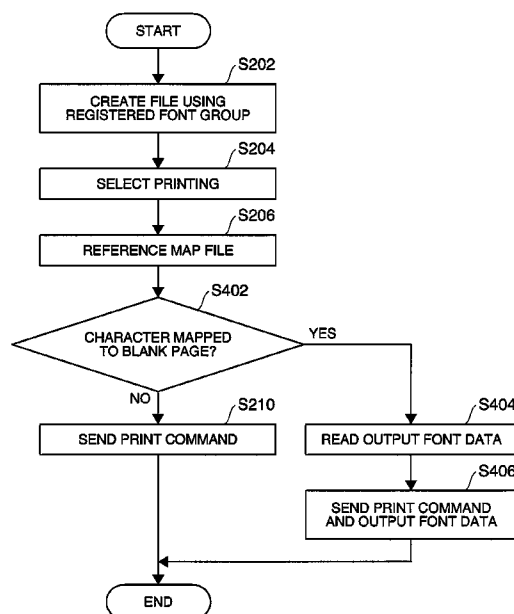 START
S202
CREATE FILE USING
REGISTERED FONT GROUP
S204
SELECT PRINTING
S206
REFERENCE MAP FILE
S402
CHARACTER MAPPED
TO BLANK PAGE?
YES
NO
S210
SEND PRINT COMMAND
S404
READ OUTPUT FONT DATA
S406
SEND PRINT COMMAND
AND OUTPUT FONT DATA
END